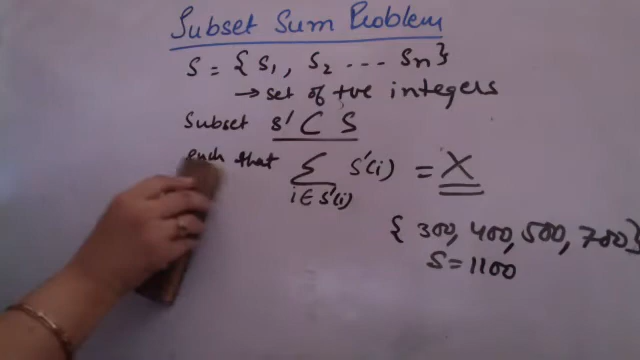 Subset Sum Problem
S = { S1, S2 ... Sn}
→ set of +ve integers
Subset S' ⊂ S
such that ∑ S'(i) = X
i ∈ S'(i)
{ 300, 400, 500, 700}
S = 1100